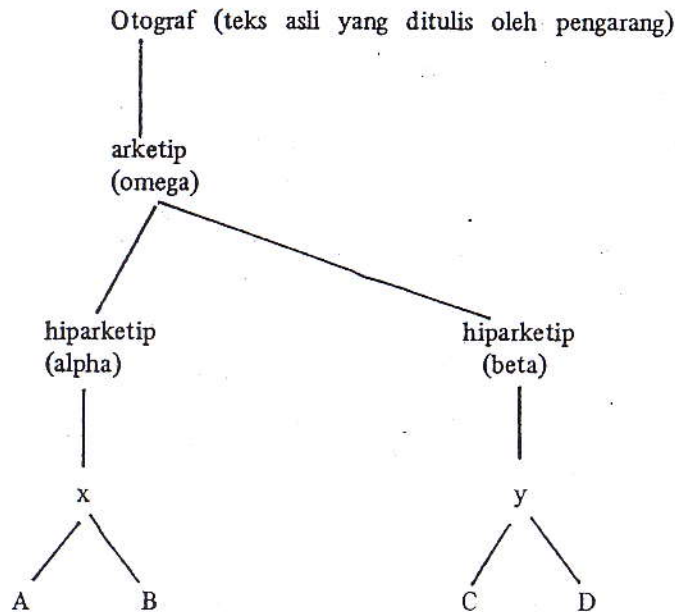 Otograf (teks asli yang ditulis oleh pengarang)
arketip
(omega)
hiparketip
(alpha)
hiparketip
(beta)
x
y
A B C D